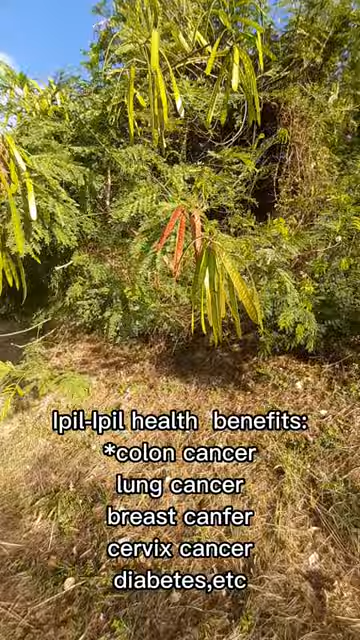 Ipil-Ipil health  benefits:
*colon cancer
lung cancer
breast canfer
cervix cancer
diabetes,etc